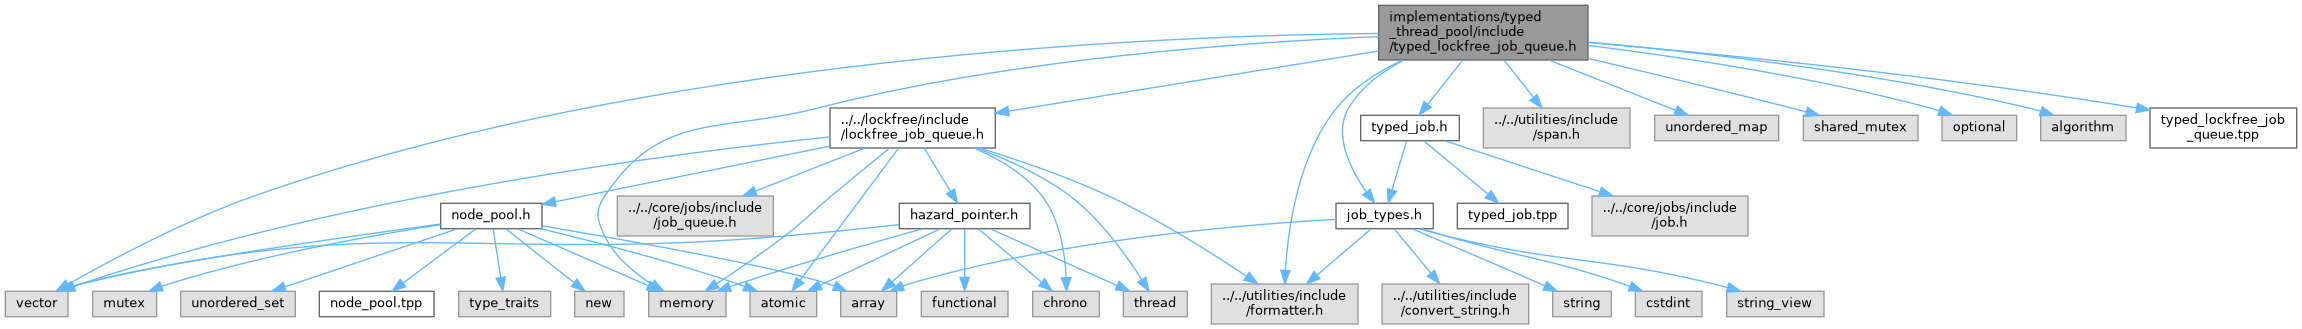 implementations/typed
_thread_pool/include
/typed_lockfree_job_queue.h
../../lockfree/include
/lockfree_job_queue.h
typed_job.h
../../utilities/include
/span.h
unordered_map
shared_mutex
optional
algorithm
typed_lockfree_job
_queue.tpp
node_pool.h
../../core/jobs/include
/job_queue.h
hazard_pointer.h
job_types.h
typed_job.tpp
../../core/jobs/include
/job.h
vector
mutex
unordered_set
node_pool.tpp
type_traits
new
memory
atomic
array
functional
chrono
thread
../../utilities/include
/formatter.h
../../utilities/include
/convert_string.h
string
cstdint
string_view